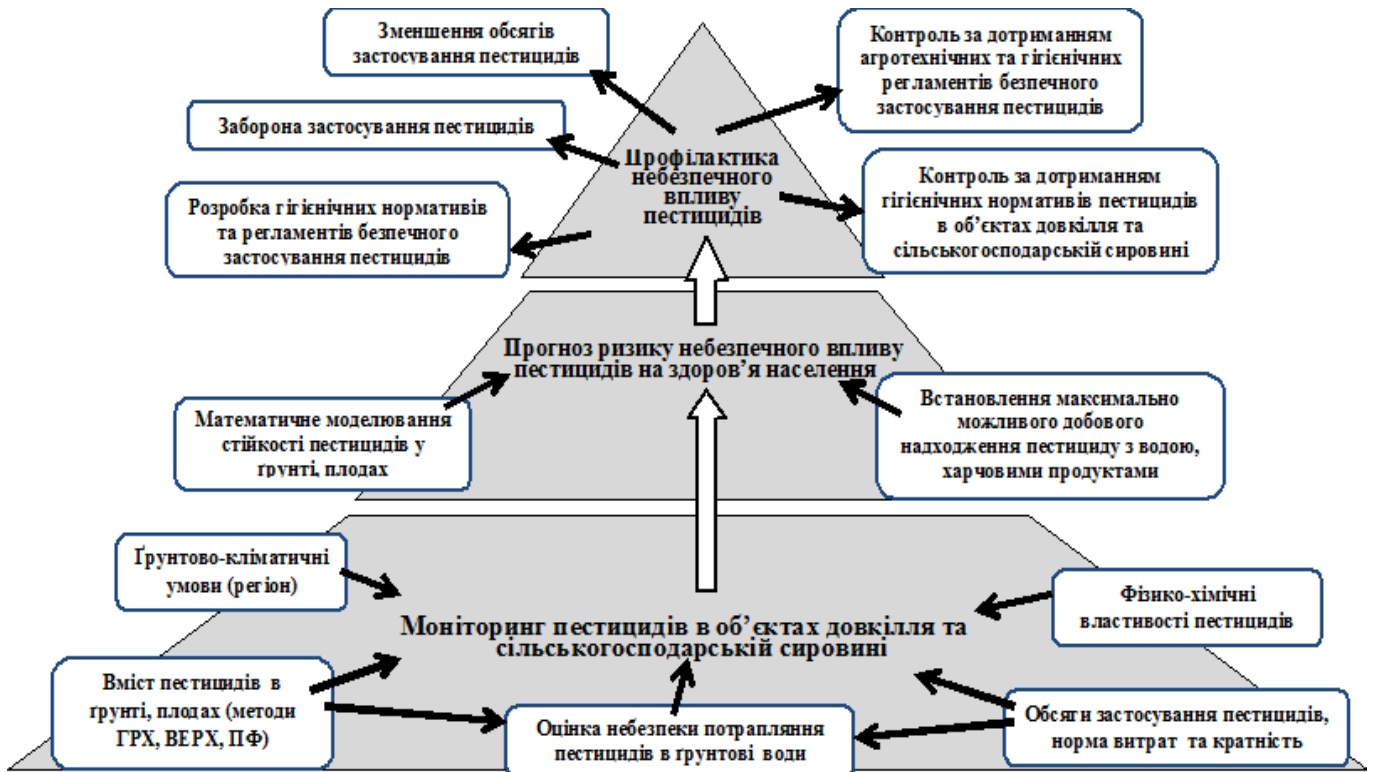 Зменшення обсягів
застосування пестицидів
Контроль за дотриманням
агротехнічних та гігієнічних
регламентів безпечного
застосування пестицидів
Заборона застосування пестицидів
Профілактика
небезпечного
впливу
пестицидів
Контроль за дотриманням
гігієнічних нормативів пестицидів
в об’єктах довкілля та
сільськогосподарській сировині
Розробка гігієнічних нормативів
та регламентів безпечного
застосування пестицидів
Прогноз ризику небезпечного впливу
пестицидів на здоров’я населення
Математичне моделювання
стійкості пестицидів у
ґрунті, плодах
Встановлення максимально
можливого добового
надходження пестициду з водою,
харчовими продуктами
Ґрунтово-кліматичні
умови (регіон)
Фізико-хімічні
властивості пестицидів
Моніторинг пестицидів в об’єктах довкілля та
сільськогосподарській сировині
Вміст пестицидів в
ґрунті, плодах (методи
ГРХ, ВЕРХ, ПФ)
Оцінка небезпеки потрапляння
пестицидів в ґрунтові води
Обсяги застосування пестицидів,
норма витрат та кратність